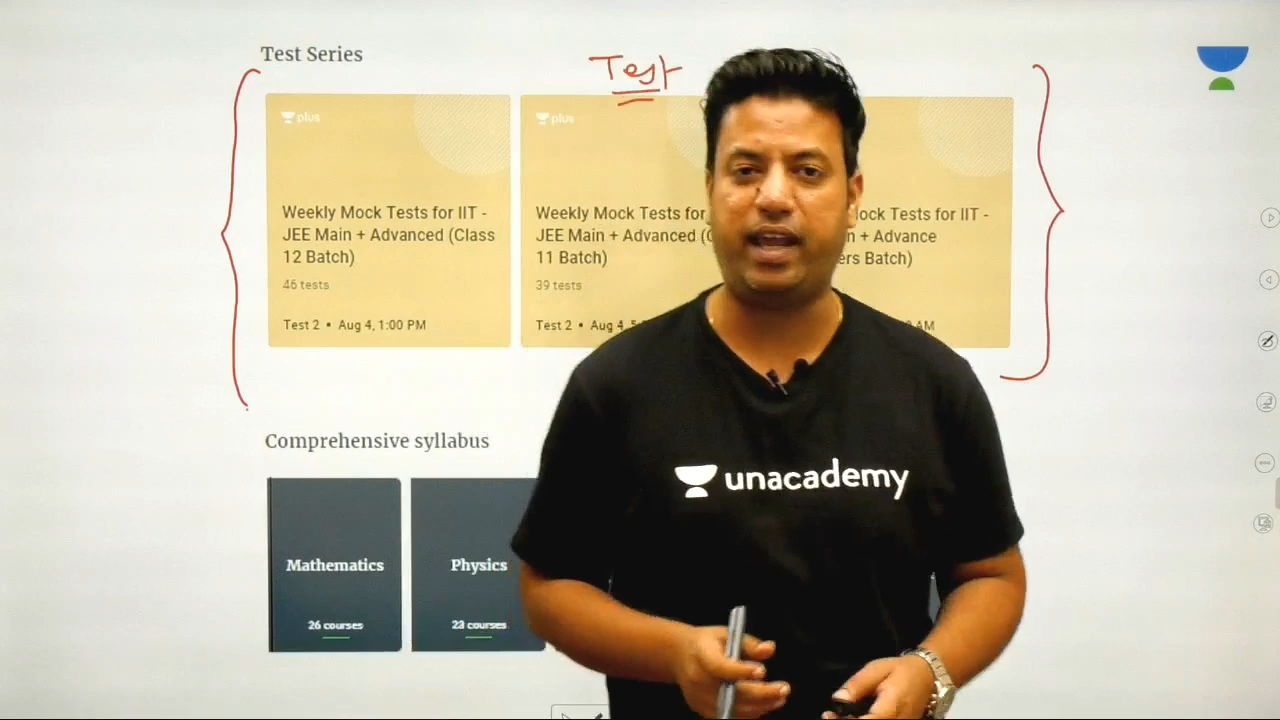 Test Series
Test
plus
plus
Weekly Mock Tests for IIT -
JEE Main + Advanced (Class
12 Batch)
46 tests
Test 2 • Aug 4, 1:00 PM
Weekly Mock Tests for
JEE Main + Advanced (
11 Batch)
39 tests
Test 2 • Aug 4,
ock Tests for IIT -
+ Advance
Batch)
AM
Comprehensive syllabus
Mathematics
26 courses
Physics
23 courses
unacademy